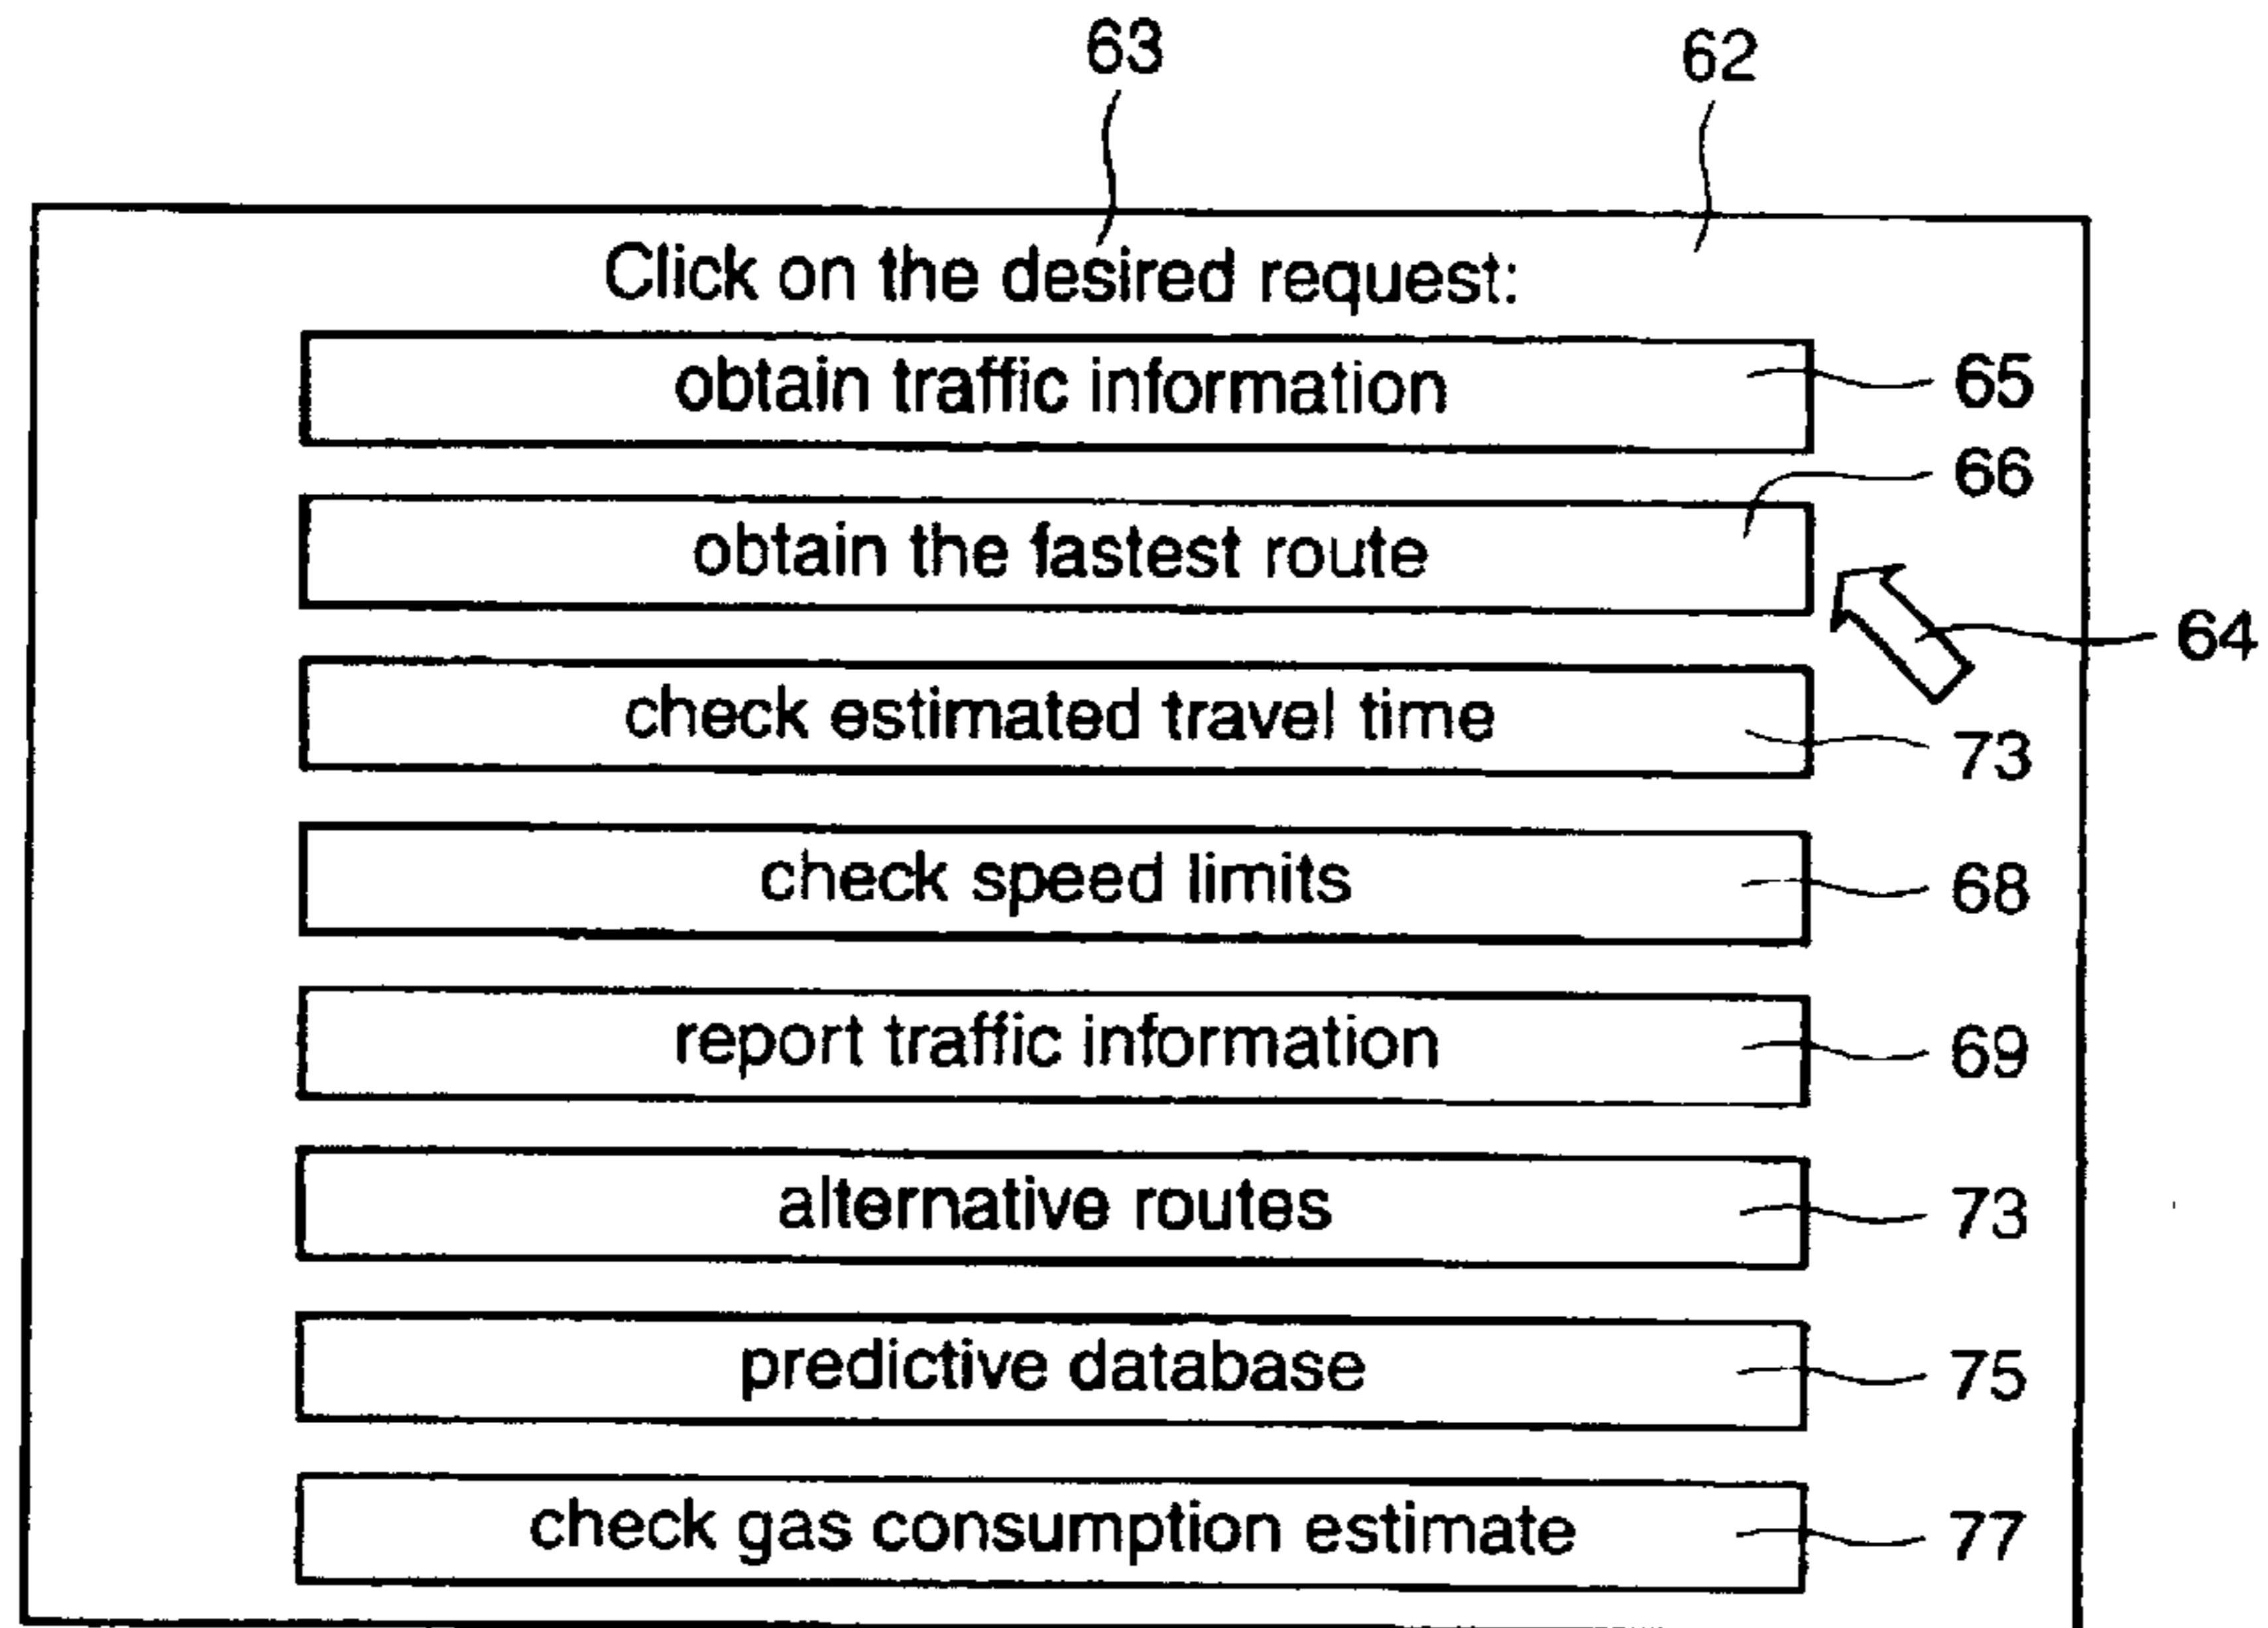 63 62
Click on the desired request:
obtain traffic information 65
66
obtain the fastest route
64
check estimated travel time 73
check speed limits 68
report traffic information 69
alternative routes 73
predictive database 75
check gas consumption estimate 77